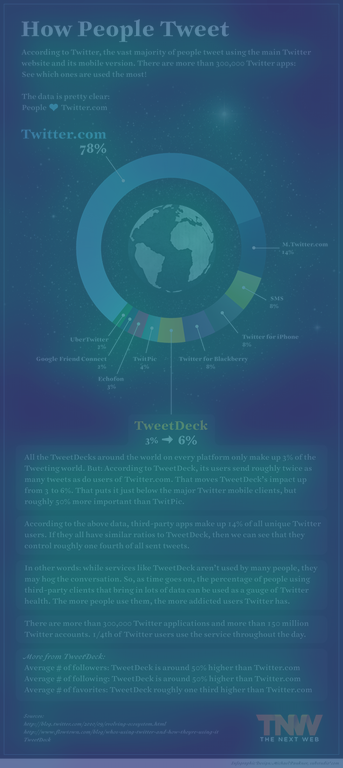 How People Tweet
According to Twitter, the vast majority of people tweet using the main Twitter
website and its mobile version. There are more than 300,000 Twitter apps:
See which ones are used the most!
The data is pretty clear:
People ❤ Twitter.com
Twitter.com
78%
M.Twitter.com
14%
SMS
8%
Twitter for iPhone
8%
Twitter for Blackberry
8%
TwitPic
4%
Echofon
UberTwitter
Google Friend Connect
TweetDeck
3% ➡ 6%
All the TweetDecks around the world on every platform only make up 3% of the
Tweeting world. But: According to TweetDeck, its users send roughly twice as
many tweets as do users of Twitter.com. That moves TweetDeck's impact up
from 3 to 6%. That puts it just below the major Twitter mobile clients, but
roughly 50% more important than TwitPic.
According to the above data, third-party apps make up 14% of all unique Twitter
users. If they all have similar ratios to TweetDeck, then we can see that they
control roughly one fourth of all sent tweets.
In other words: while services like TweetDeck aren't used by many people, they
may hog the conversation. So, as time goes on, the percentage of people using
third-party clients that bring in lots of data can be used as a gauge of Twitter
health. The more people use them, the more addicted users Twitter has.
There are more than 300,000 Twitter applications and more than 150 million
Twitter accounts. 1/4th of Twitter users use the service throughout the day.
More from TweetDeck:
Average # of followers: TweetDeck is around 50% higher than Twitter.com
Average # of following: TweetDeck is around 50% higher than Twitter.com
Average # of favorites: TweetDeck roughly one third higher than Twitter.com
Sources:
TweetDeck
TNW
THE NEXT WEB